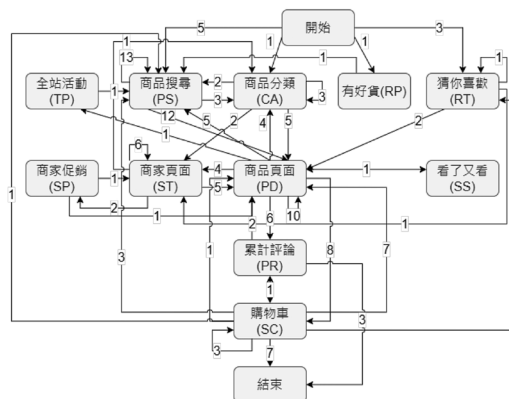 開始
5
3
1
1
1
1
13
1
全站活動
(TP)
1
商品搜尋
(PS)
2
3
商品分類
(CA)
3
有好貨(RP)
猜你喜歡
(RT)
12
1
5
4
2
5
2
6
商家促銷
(SP)
1
商家頁面
(ST)
4
5
商品頁面
(PD)
1
看了又看
(SS)
2
1
2
6
10
1
3
1
累計評論
(PR)
8
7
1
1
購物車
(SC)
3
3
7
結束